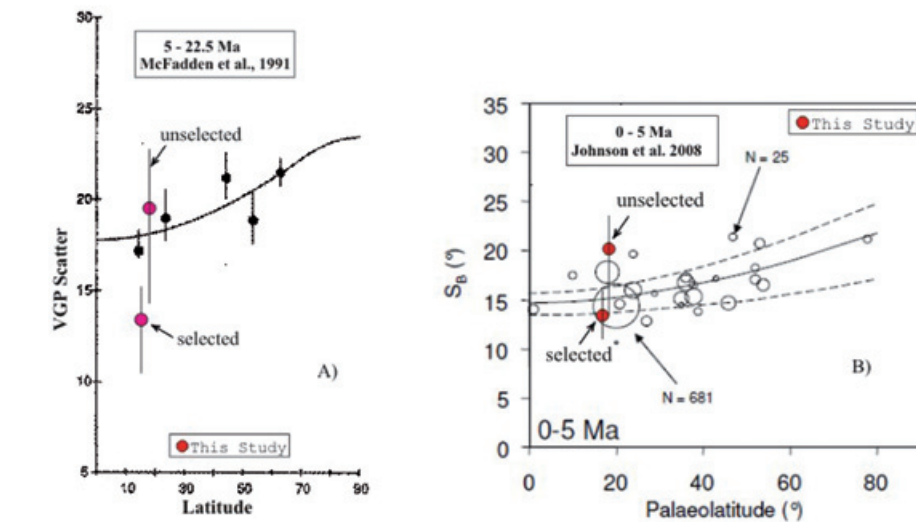 30
25
20
15
10
5
VGP Scatter
5 - 22.5 Ma
McFadden et al., 1991
unselected
selected
A)
This Study
10 30 50 70 90
Latitude
35
30
25
20
15
10
5
0
S_B (°)
This Study
0 - 5 Ma
Johnson et al. 2008
N = 25
unselected
selected
B)
N = 681
0-5 Ma
0 20 40 60 80
Palaeolatitude (°)